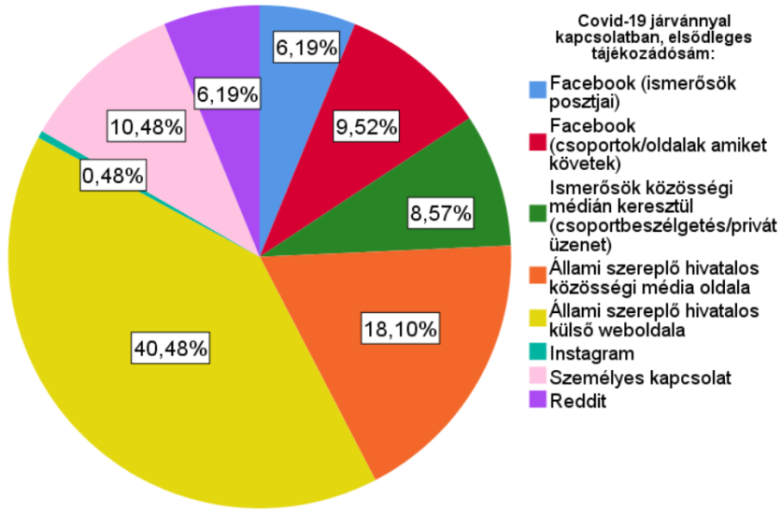 Covid-19 járvánnyal
kapcsolatban, elsődleges
tájékozádósám:
Facebook (ismerősök
posztjai)
Facebook
(csoportok/oldalak amiket
követek)
Ismerősök közösségi
médián keresztül
(csoportbeszélgetés/privát
üzenet)
Állami szereplő hivatalos
közösségi média oldala
Állami szereplő hivatalos
külső weboldala
Instagram
Személyes kapcsolat
Reddit
6,19%
9,52%
8,57%
18,10%
40,48%
0,48%
10,48%
6,19%